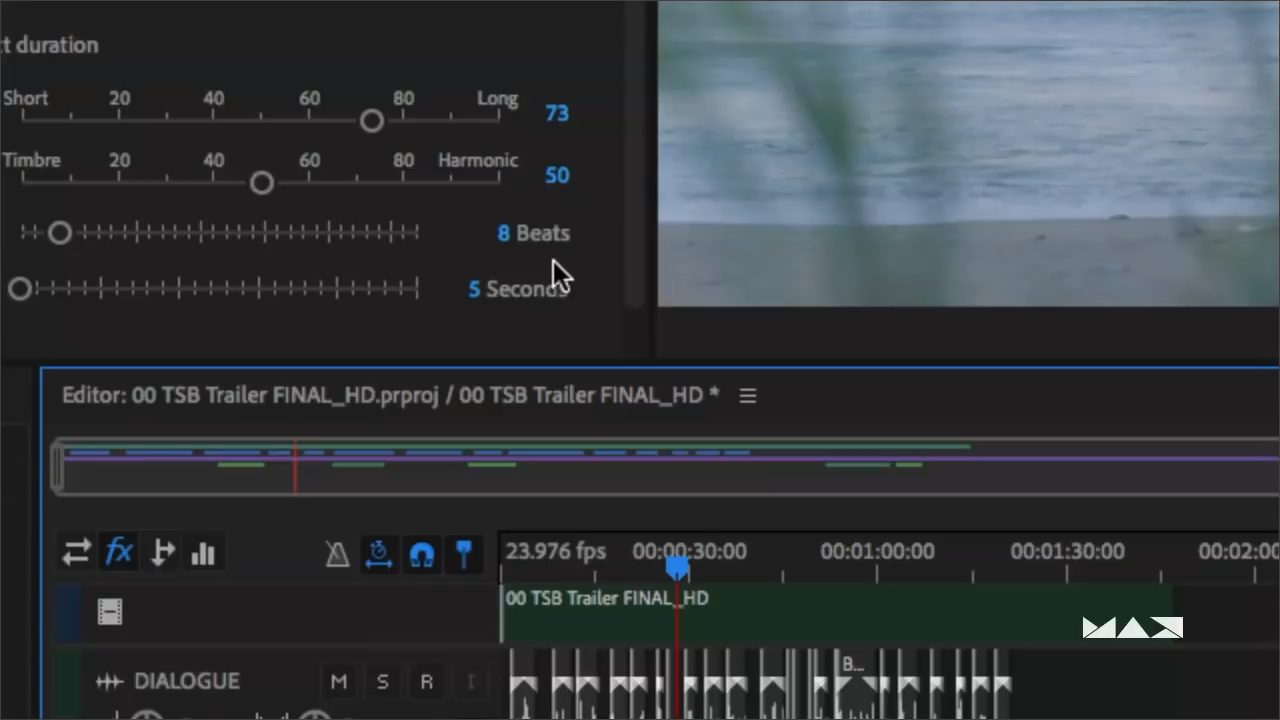 t duration
Short 20 40 60 80 Long 73
Timbre 20 40 60 80 Harmonic 50
8 Beats
5 Seconds
Editor: 00 TSB Trailer FINAL_HD.prproj / 00 TSB Trailer FINAL_HD *
fx
23.976 fps 00:00:30:00 00:01:00:00 00:01:30:00 00:02:00
00 TSB Trailer FINAL_HD
MAX
B...
DIALOGUE M S R I